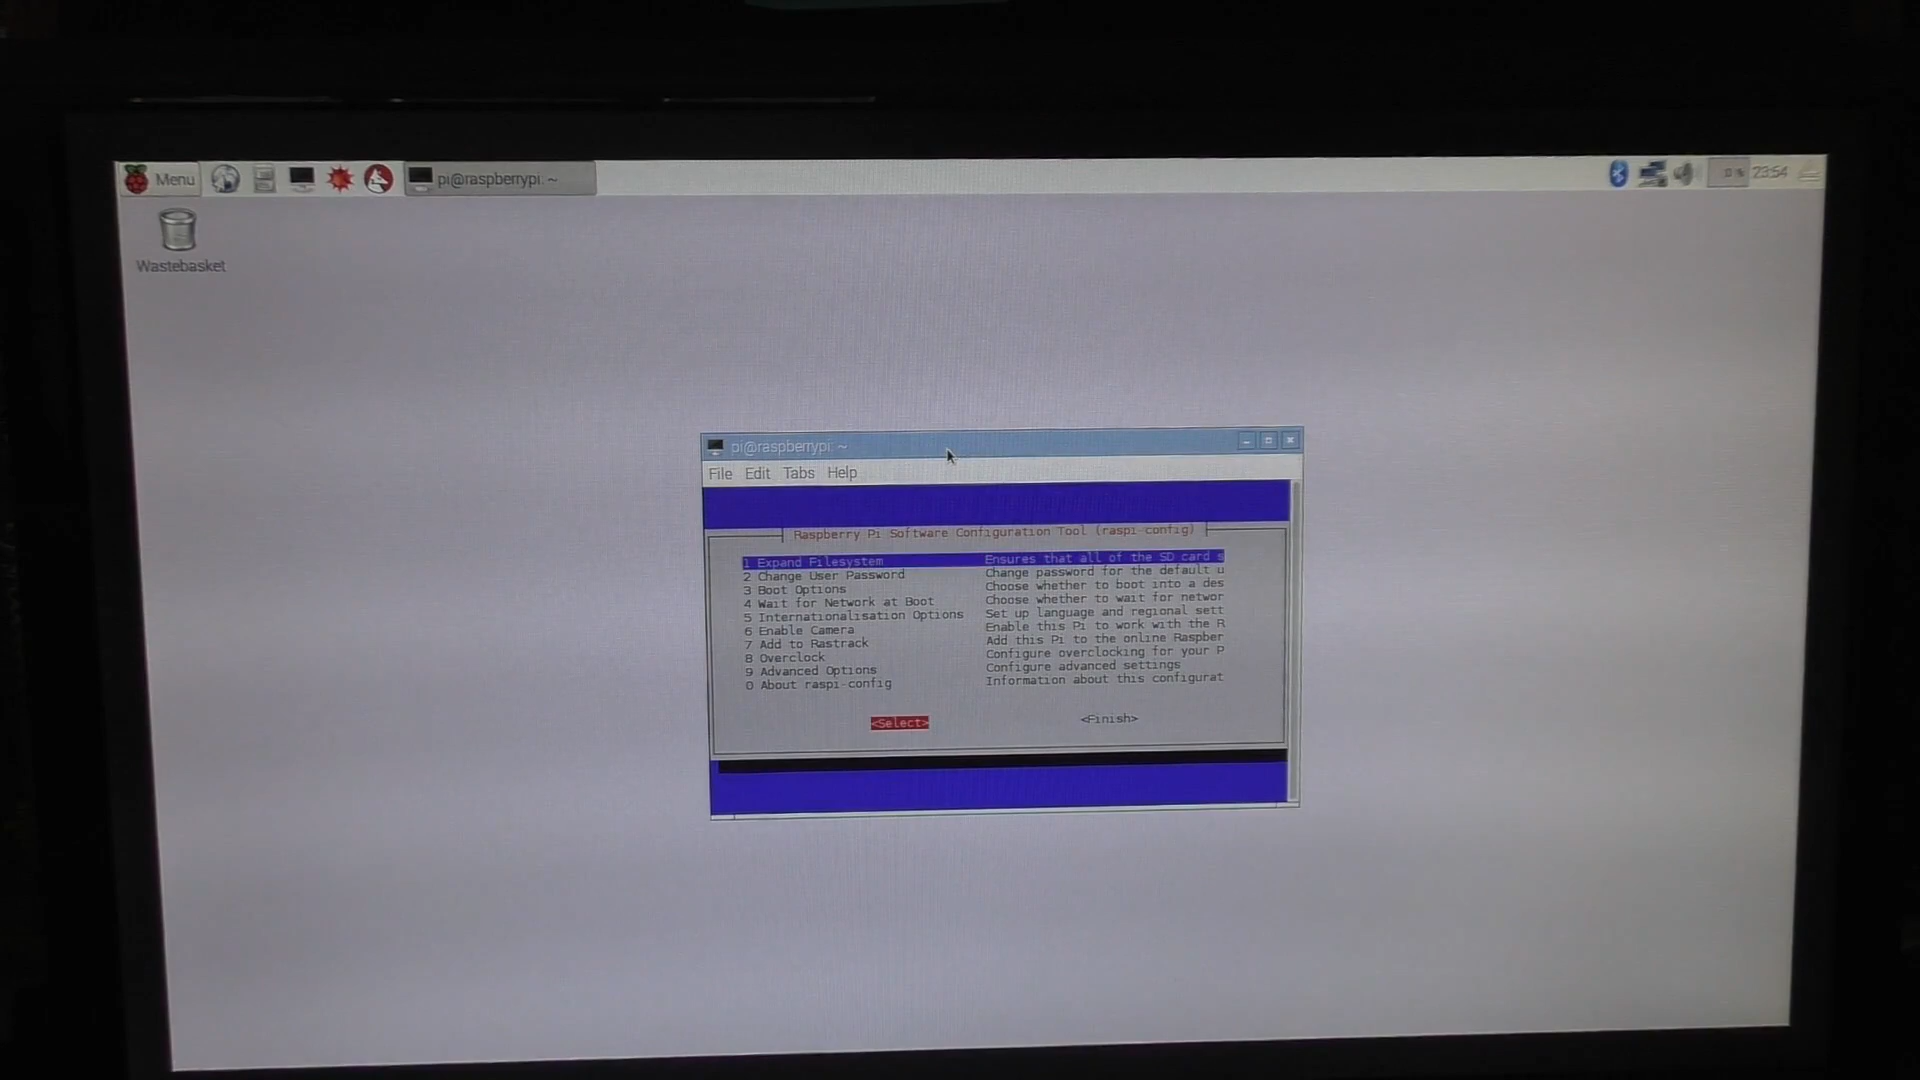 Menu
pi@raspberrypi: ~
0 %
23:54
Wastebasket
pi@raspberrypi: ~
File Edit Tabs Help
Raspberry Pi Software Configuration Tool (raspi-config)
1 Expand Filesystem Ensures that all of the SD card s
2 Change User Password Change password for the default u
3 Boot Options Choose whether to boot into a des
4 Wait for Network at Boot Choose whether to wait for networ
5 Internationalisation Options Set up language and regional sett
6 Enable Camera Enable this Pi to work with the R
7 Add to Rastrack Add this Pi to the online Raspber
8 Overclock Configure overclocking for your P
9 Advanced Options Configure advanced settings
0 About raspi-config Information about this configurat
<Select> <Finish>